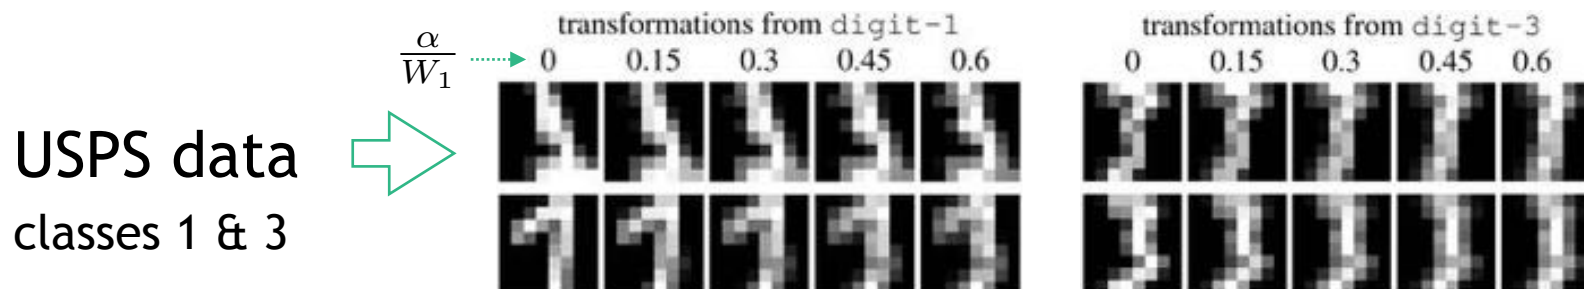 transformations from digit-1
α/W₁ 0 0.15 0.3 0.45 0.6
transformations from digit-3
0 0.15 0.3 0.45 0.6
USPS data
classes 1 & 3